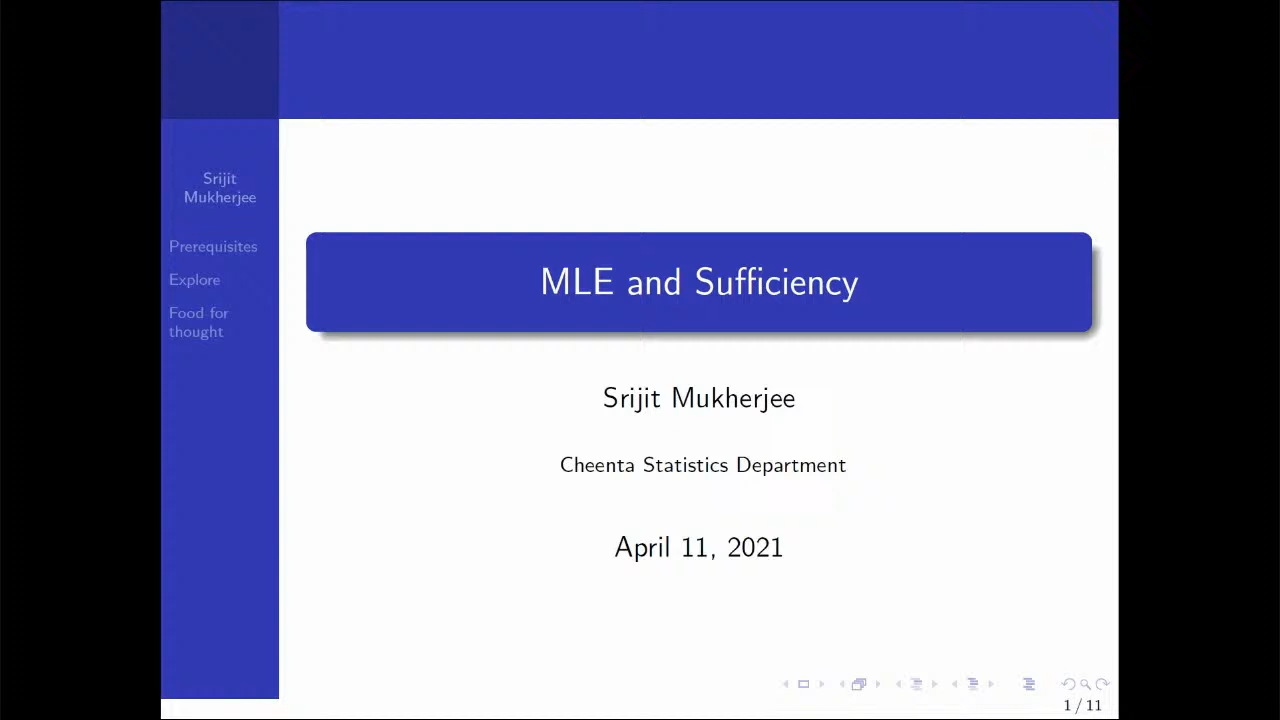 Srijit
Mukherjee
Prerequisites
Explore
Food for
thought
MLE and Sufficiency
Srijit Mukherjee
Cheenta Statistics Department
April 11, 2021
1 / 11